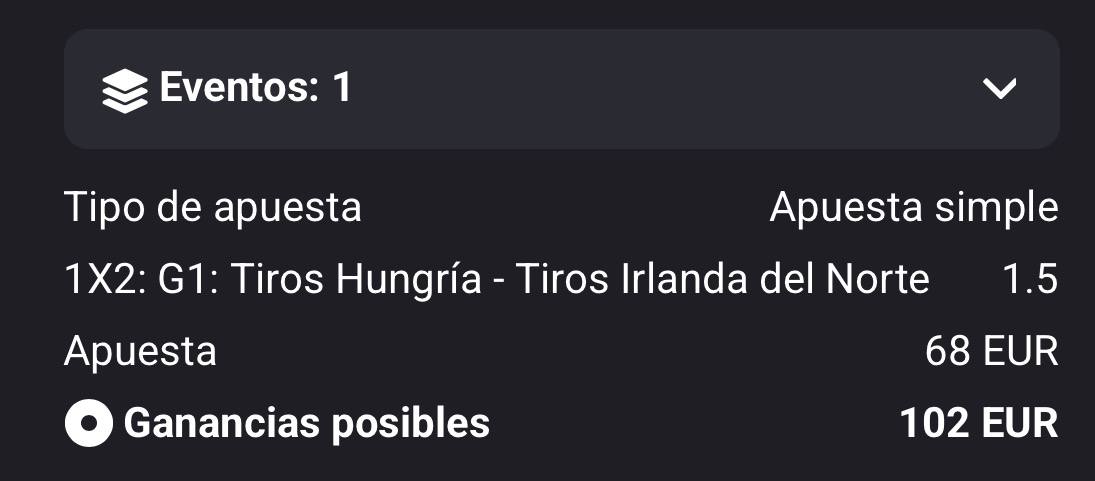 Eventos: 1
Tipo de apuesta Apuesta simple
1X2: G1: Tiros Hungría - Tiros Irlanda del Norte 1.5
Apuesta 68 EUR
Ganancias posibles 102 EUR